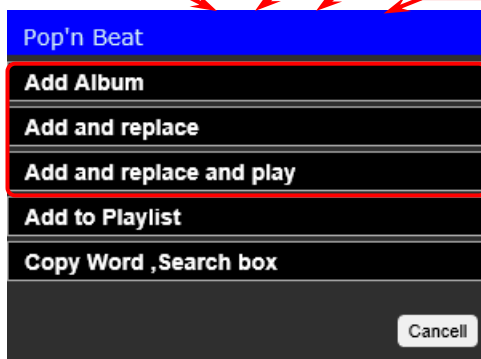 Pop'n Beat
Add Album
Add and replace
Add and replace and play
Add to Playlist
Copy Word ,Search box
Cancell